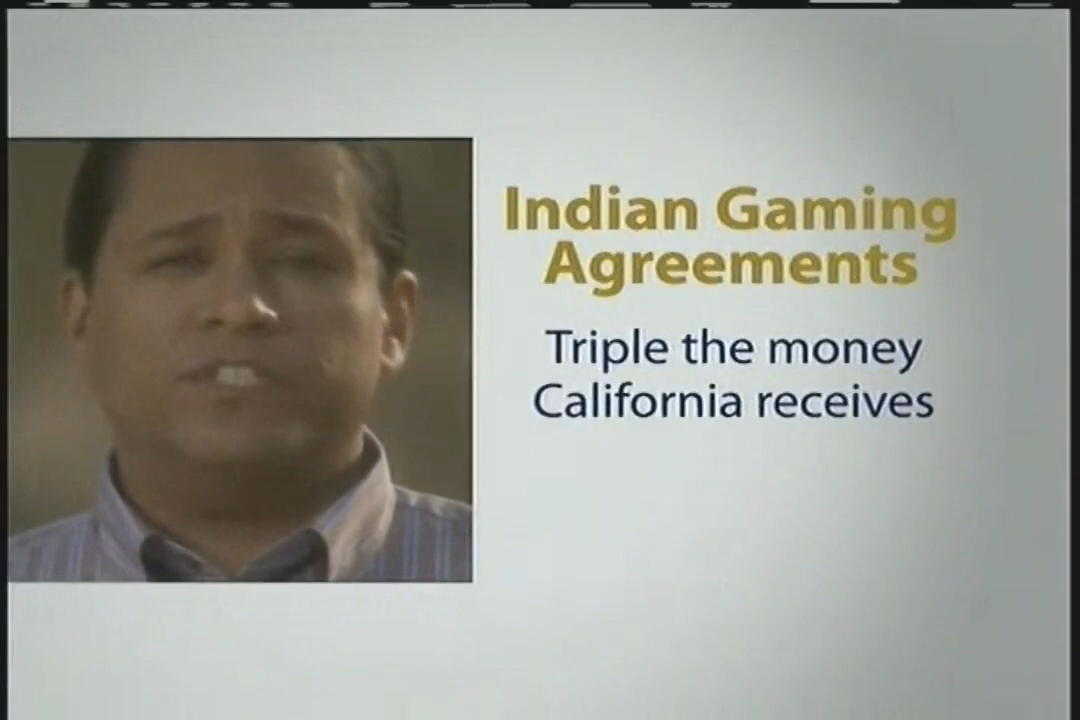 Indian Gaming
Agreements
Triple the money
California receives